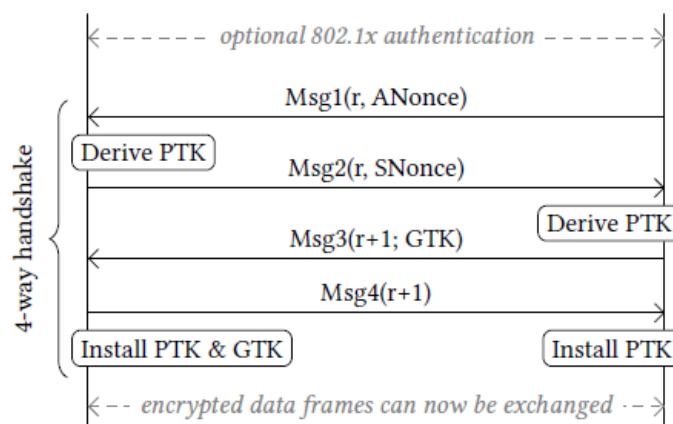 optional 802.1x authentication
Msg1(r, ANonce)
Derive PTK
Msg2(r, SNonce)
Derive PTK
Msg3(r+1; GTK)
Msg4(r+1)
Install PTK & GTK
Install PTK
encrypted data frames can now be exchanged
4-way handshake